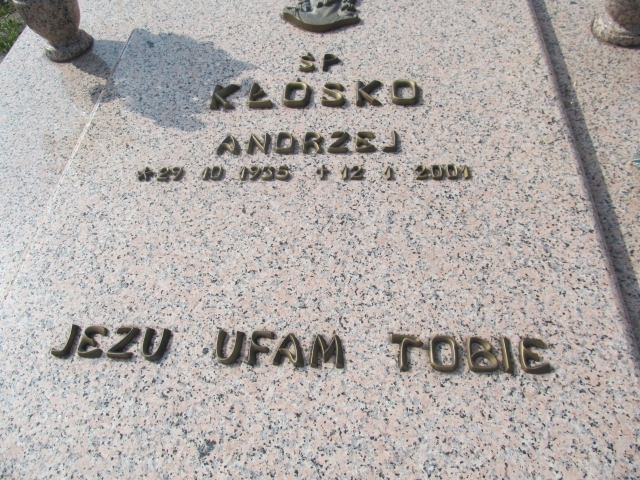 ŚP
KŁOSKO
ANDRZEJ
*29 10 1935 †12 1 2001
JEZU UFAM TOBIE